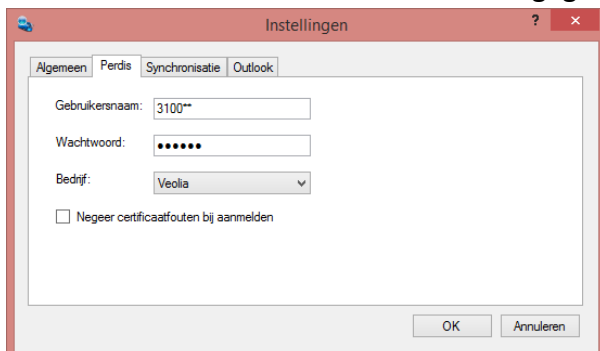 Instellingen
?
×
Algemeen Perdis Synchronisatie Outlook
Gebruikersnaam: 3100**
Wachtwoord: ●●●●●●
Bedrijf: Veolia
Negeer certificaatfouten bij aanmelden
OK Annuleren